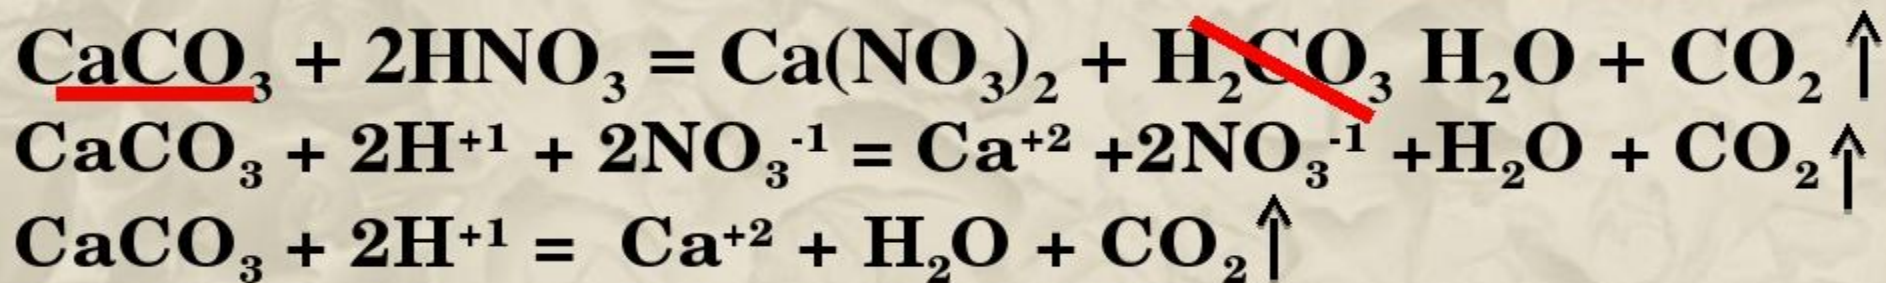 CaCO₃ + 2HNO₃ = Ca(NO₃)₂ + H₂CO₃ H₂O + CO₂ ↑
CaCO₃ + 2H⁺¹ + 2NO₃⁻¹ = Ca⁺² +2NO₃⁻¹ +H₂O + CO₂↑
CaCO₃ + 2H⁺¹ = Ca⁺² + H₂O + CO₂↑